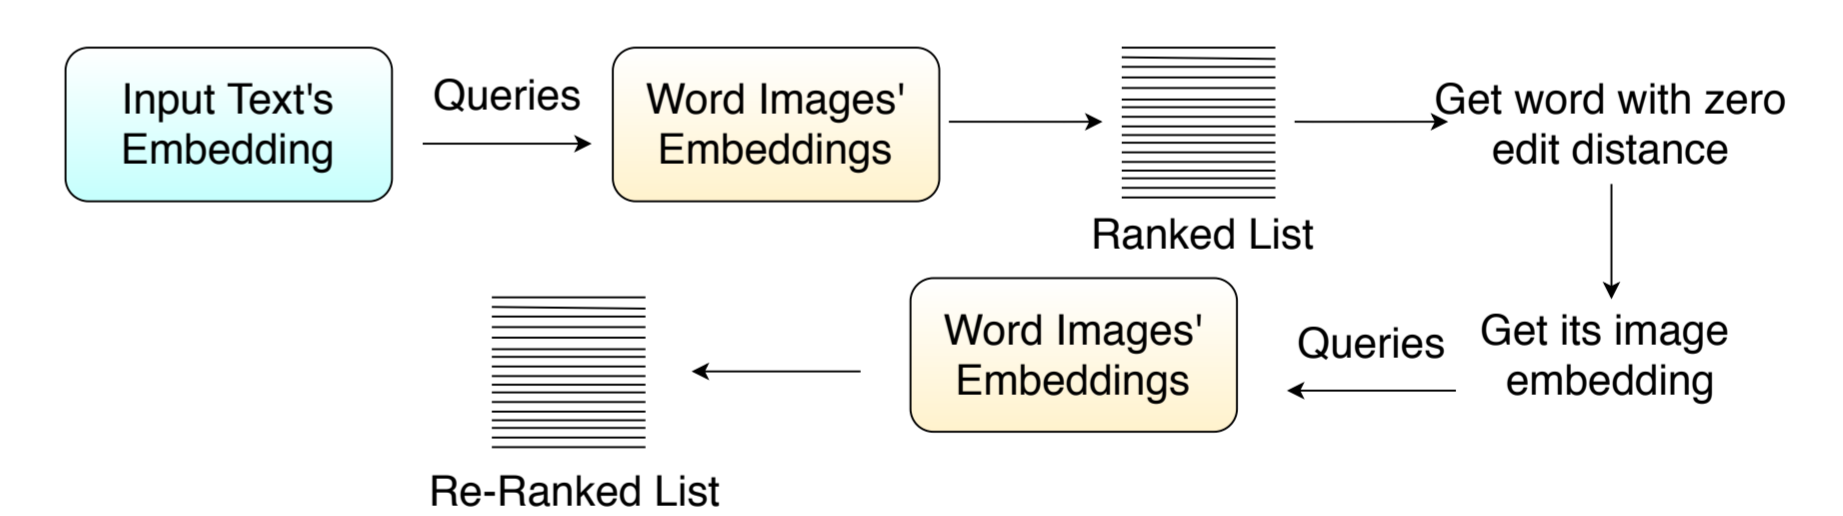 Input Text's
Embedding
Queries
Word Images'
Embeddings
Ranked List
Get word with zero
edit distance
Get its image
embedding
Queries
Word Images'
Embeddings
Re-Ranked List